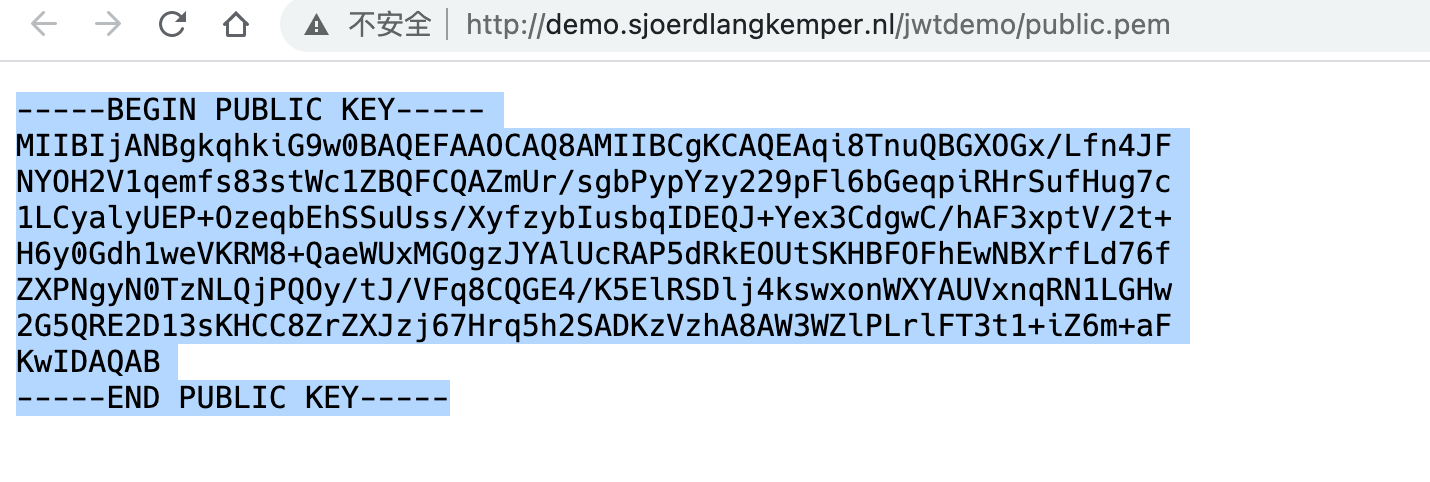 不安全 http://demo.sjoerdlangkemper.nl/jwtdemo/public.pem
-----BEGIN PUBLIC KEY-----
MIIBIjANBgkqhkiG9w0BAQEFAAOCAQ8AMIIBCgKCAQEAqi8TnuQBGXOGx/Lfn4JF
NYOH2V1qemfs83stWc1ZBQFCQAZmUr/sgbPypYzy229pFl6bGeqpiRHrSufHug7c
1LCyalyUEP+OzeqbEhSSuUss/XyfzybIusbqIDEQJ+Yex3CdgwC/hAF3xptV/2t+
H6y0Gdh1weVKRM8+QaeWUxMGOgzJYAlUcRAP5dRkEOUtSKHBFOFhEwNBXrfLd76f
ZXPNgyN0TzNLQjPQOy/tJ/VFq8CQGE4/K5ElRSDlj4kswxonWXYAUVxnqRN1LGHw
2G5QRE2D13sKHCC8ZrZXJzj67Hrq5h2SADKzVzhA8AW3WZlPLrlFT3t1+iZ6m+aF
KwIDAQAB
-----END PUBLIC KEY-----